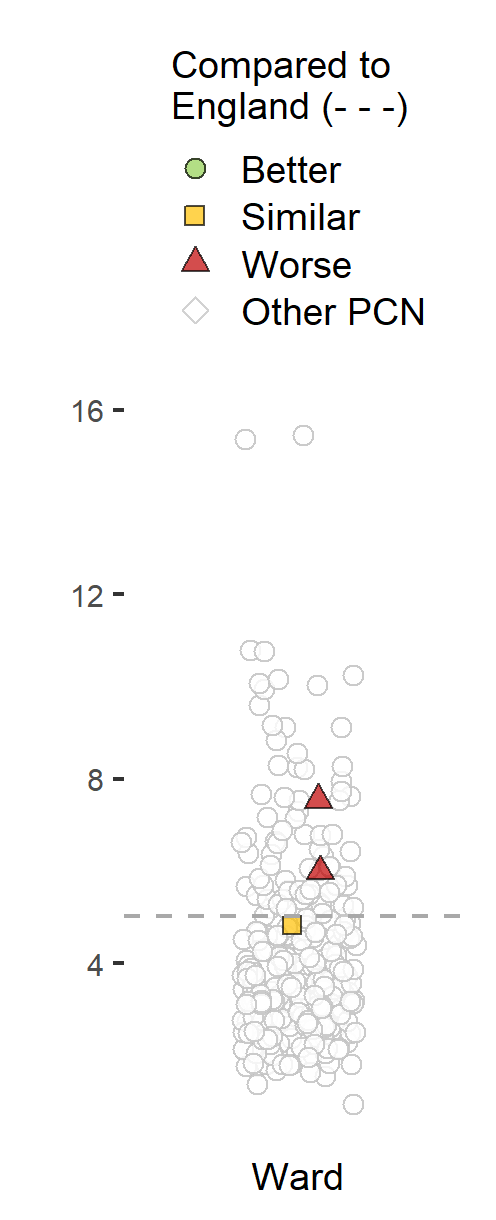 Compared to
England (- - -)
Better
Similar
Worse
Other PCN
16
12
8
4
Ward